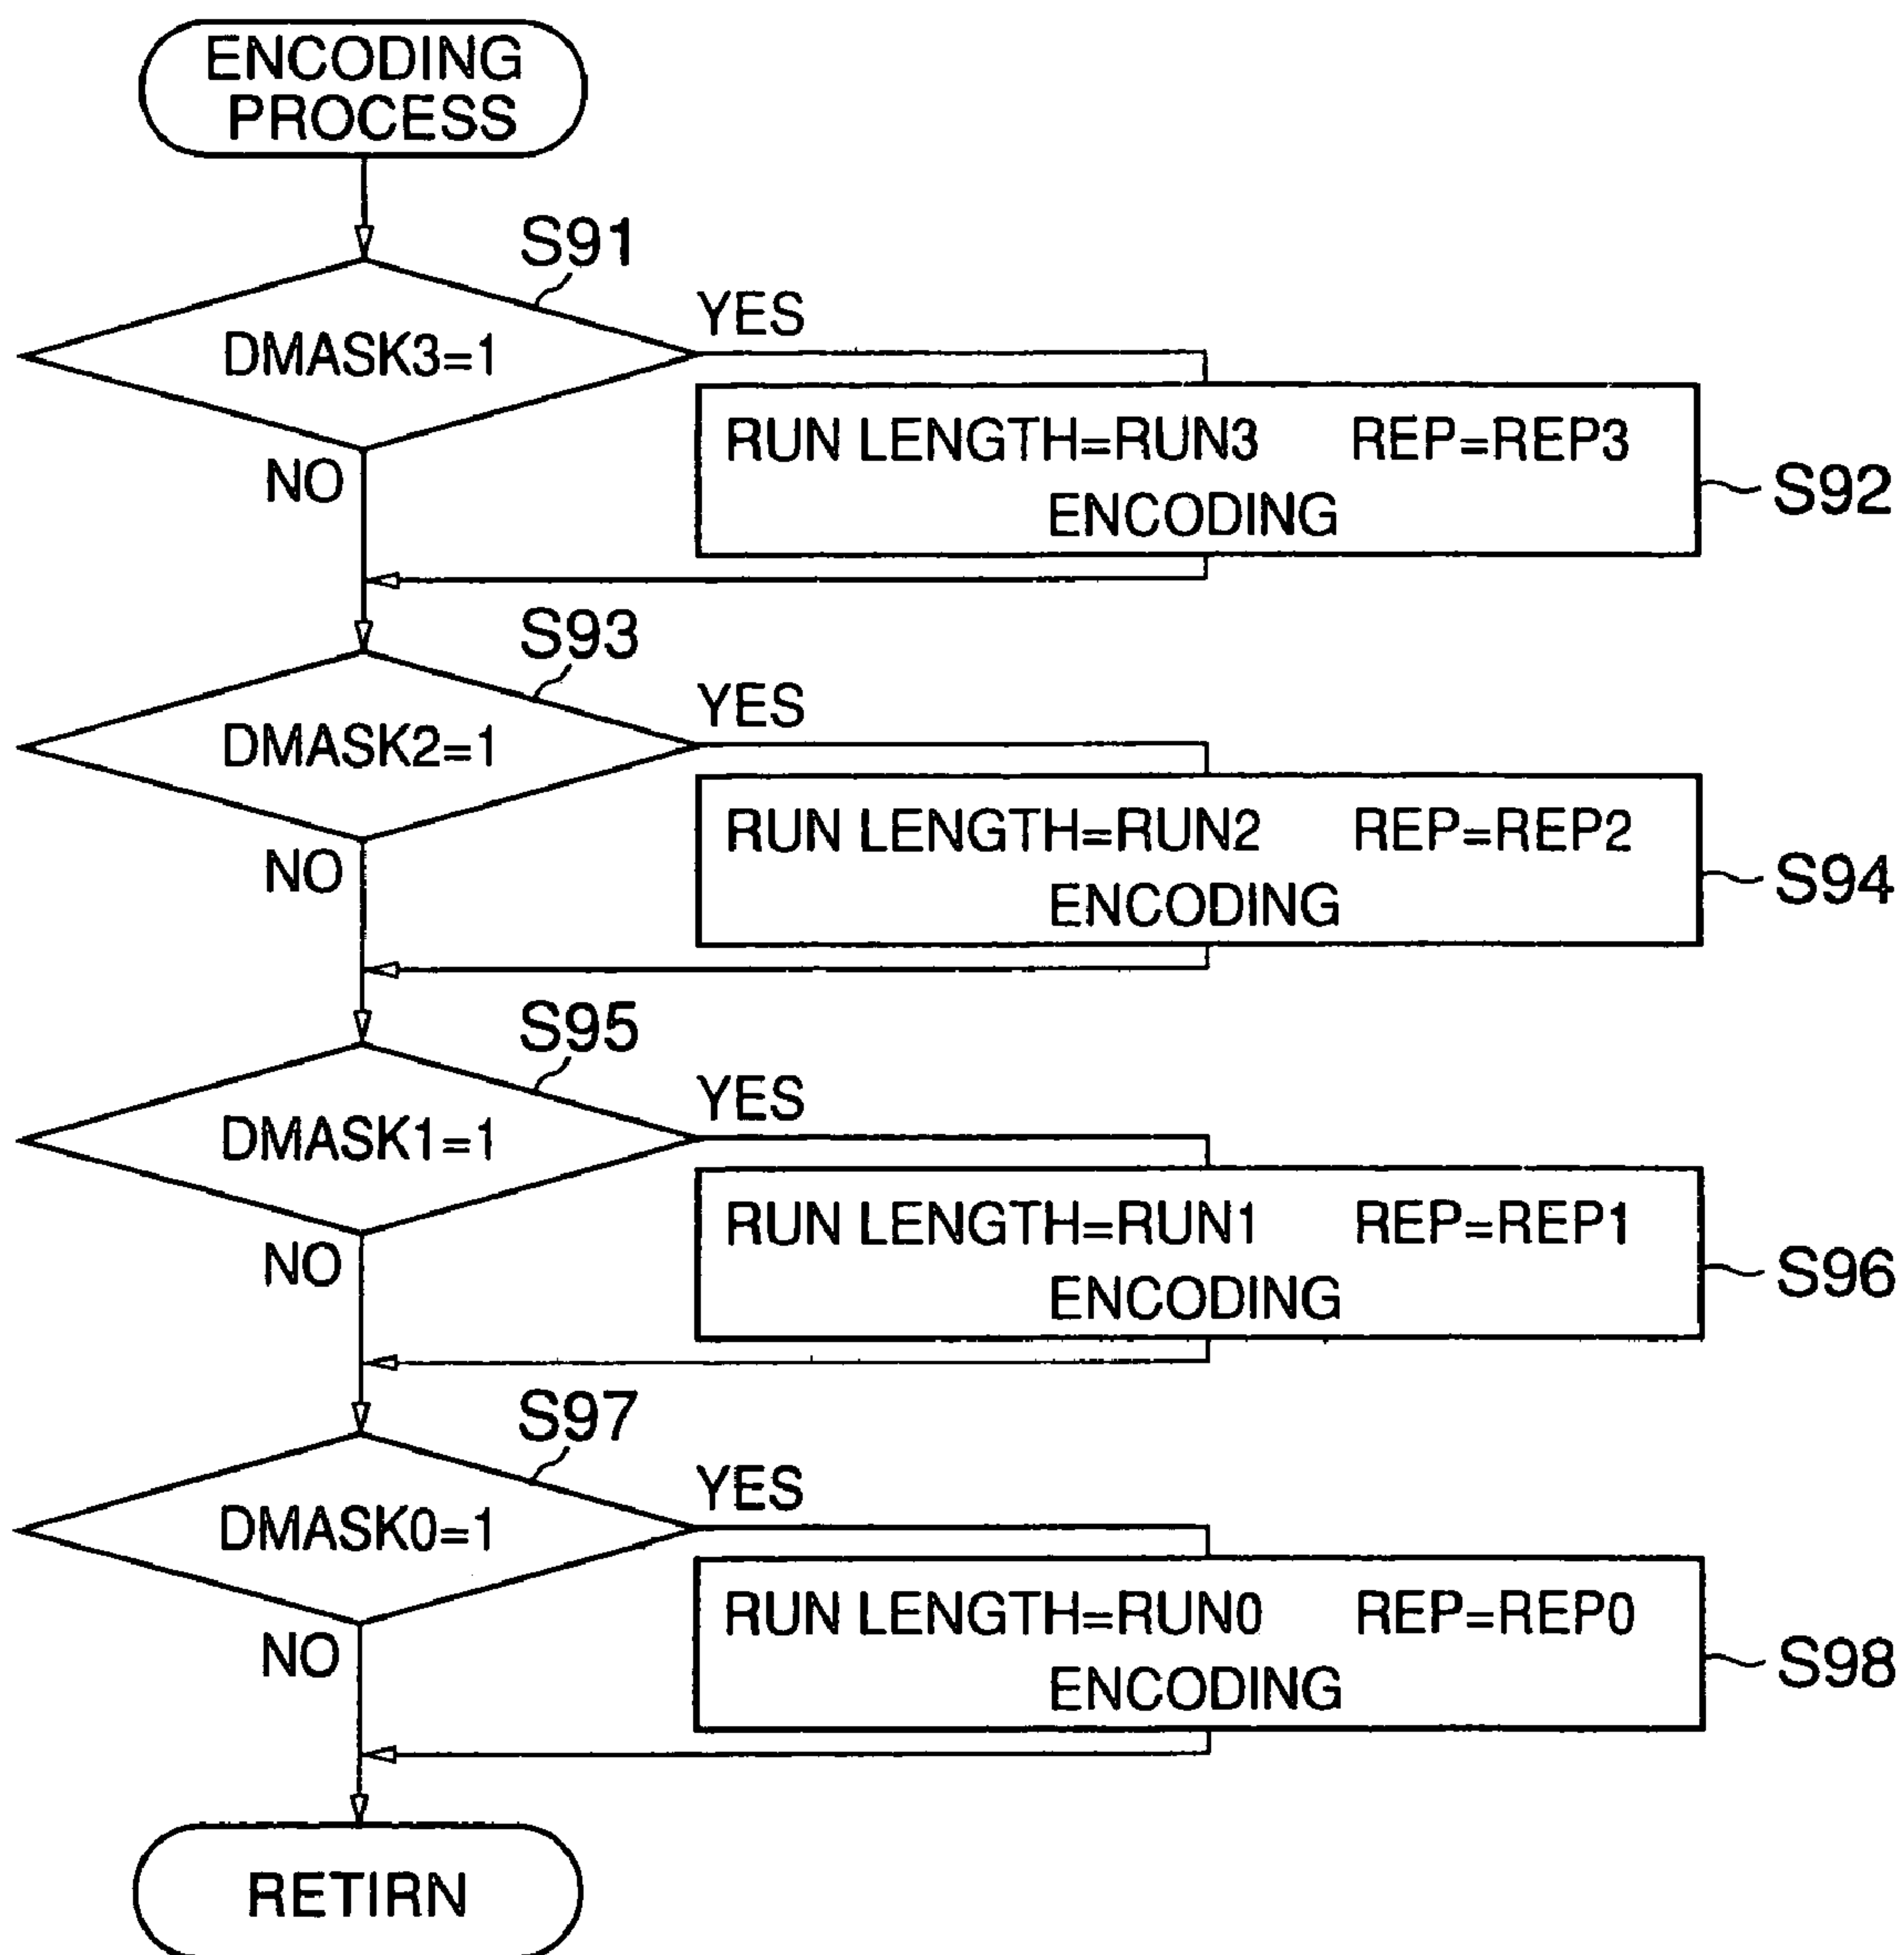 ENCODING
PROCESS
S91
DMASK3=1
YES
RUN LENGTH=RUN3 REP=REP3
ENCODING
S92
NO
S93
DMASK2=1
YES
RUN LENGTH=RUN2 REP=REP2
ENCODING
S94
NO
S95
DMASK1=1
YES
RUN LENGTH=RUN1 REP=REP1
ENCODING
S96
NO
S97
DMASK0=1
YES
RUN LENGTH=RUN0 REP=REP0
ENCODING
S98
NO
RETIRN